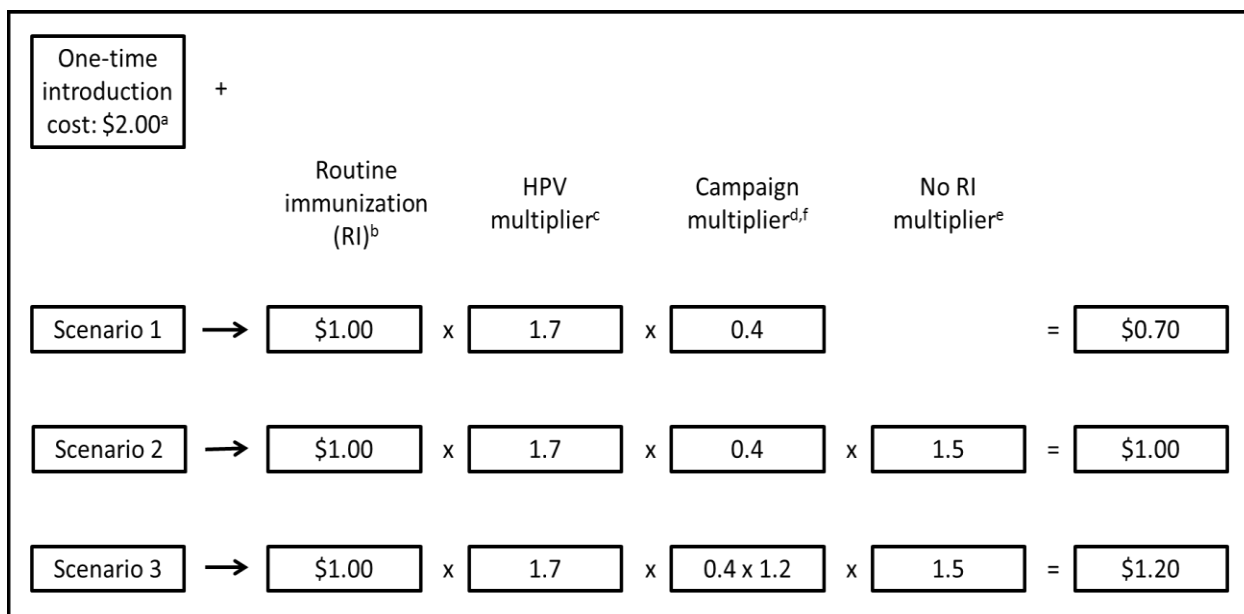 One-time
introduction
cost: $2.00ᵃ
+
Routine
immunization
(RI)ᵇ
HPV
multiplierᶜ
Campaign
multiplierᵈ,ᶠ
No RI
multiplierᵉ
Scenario 1 → $1.00 x 1.7 x 0.4 = $0.70
Scenario 2 → $1.00 x 1.7 x 0.4 x 1.5 = $1.00
Scenario 3 → $1.00 x 1.7 x 0.4 x 1.2 x 1.5 = $1.20